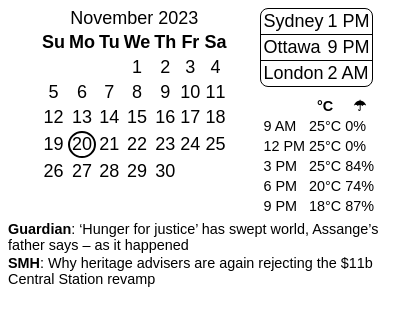 November 2023
Su Mo Tu We Th Fr Sa
1 2 3 4
5 6 7 8 9 10 11
12 13 14 15 16 17 18
19 20 21 22 23 24 25
26 27 28 29 30
Sydney 1 PM
Ottawa 9 PM
London 2 AM
°C ☂
9 AM 25°C 0%
12 PM 25°C 0%
3 PM 25°C 84%
6 PM 20°C 74%
9 PM 18°C 87%
Guardian: ‘Hunger for justice’ has swept world, Assange’s
father says – as it happened
SMH: Why heritage advisers are again rejecting the $11b
Central Station revamp